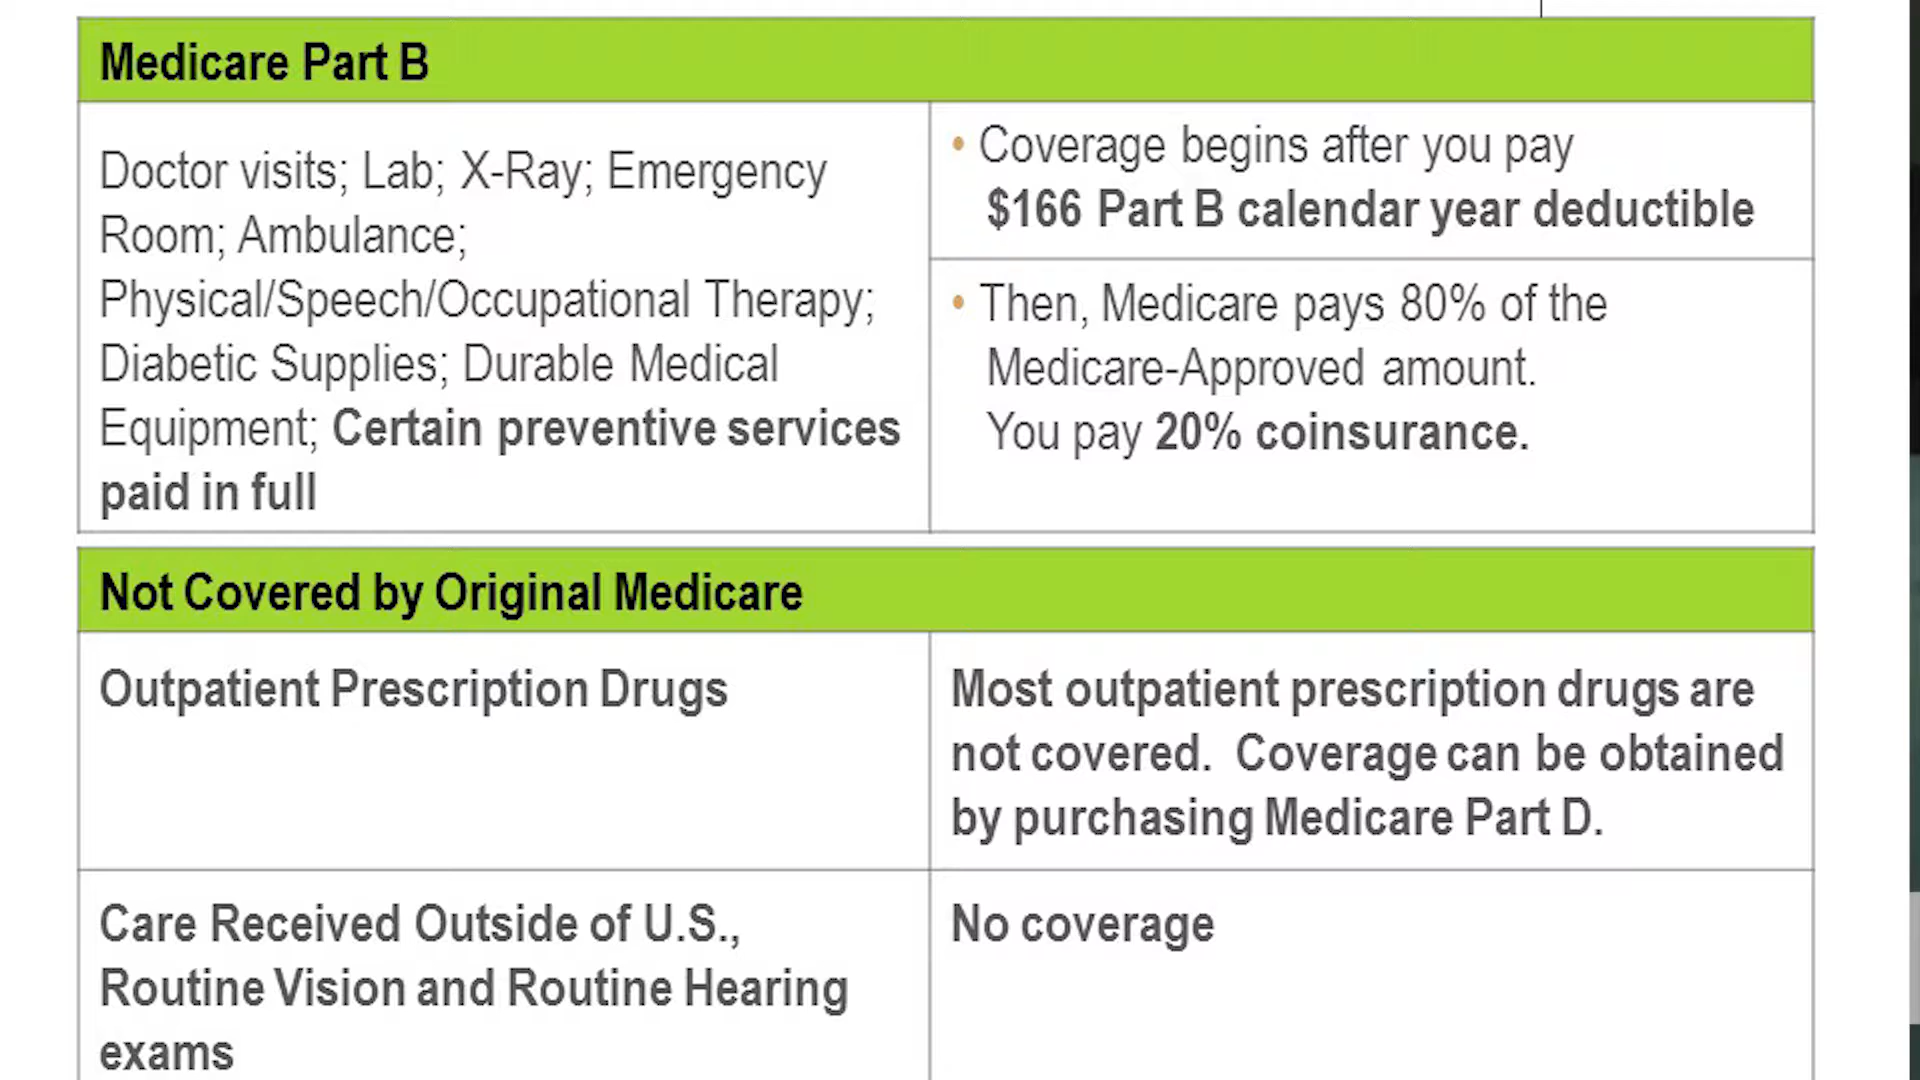 Medicare Part B
Doctor visits; Lab; X-Ray; Emergency
Room; Ambulance;
Physical/Speech/Occupational Therapy;
Diabetic Supplies; Durable Medical
Equipment; Certain preventive services
paid in full
• Coverage begins after you pay
$166 Part B calendar year deductible
• Then, Medicare pays 80% of the
Medicare-Approved amount.
You pay 20% coinsurance.
Not Covered by Original Medicare
Outpatient Prescription Drugs
Most outpatient prescription drugs are
not covered. Coverage can be obtained
by purchasing Medicare Part D.
Care Received Outside of U.S.,
Routine Vision and Routine Hearing
exams
No coverage